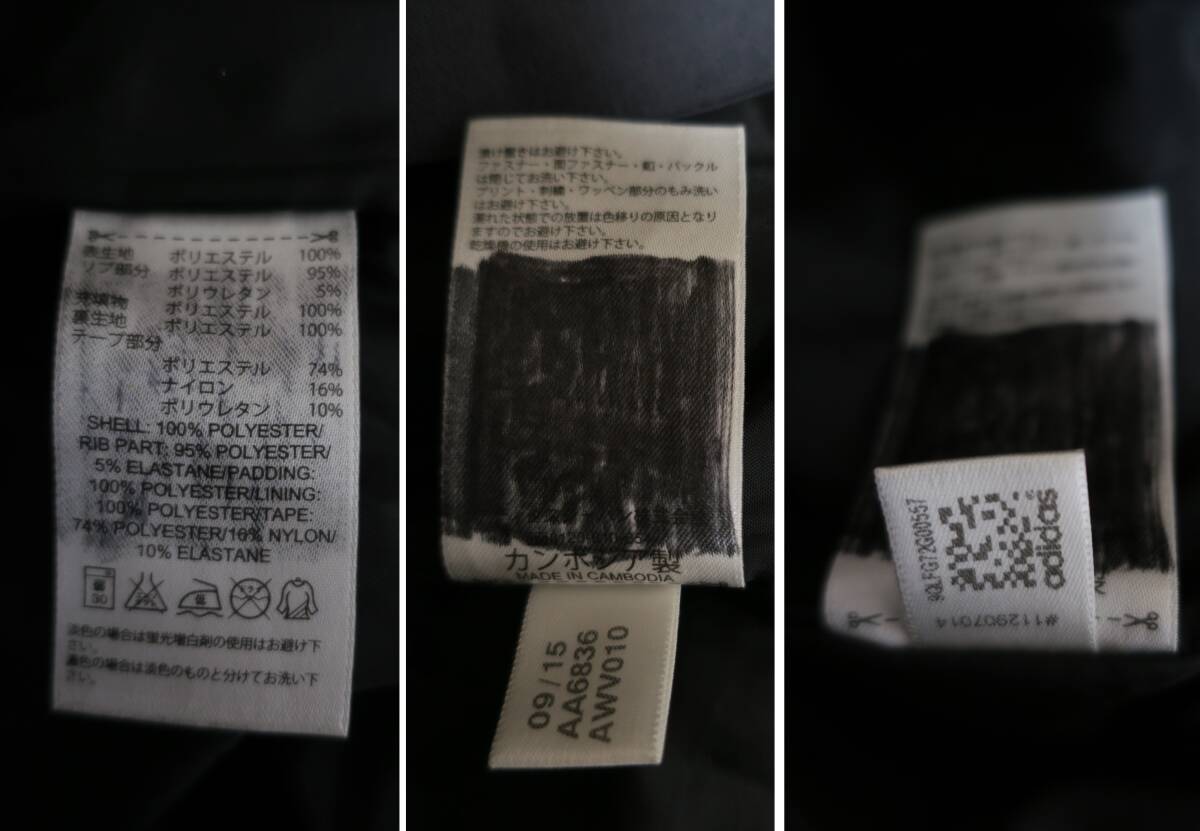 表生地 ポリエステル 100%
リブ部分 ポリエステル 95%
ポリウレタン 5%
充填物 ポリエステル 100%
裏生地 ポリエステル 100%
テープ部分
ポリエステル 74%
ナイロン 16%
ポリウレタン 10%
SHELL: 100% POLYESTER/
RIB PART: 95% POLYESTER/
5% ELASTANE/PADDING:
100% POLYESTER/LINING:
100% POLYESTER/TAPE:
74% POLYESTER/16% NYLON/
10% ELASTANE
30
淡色の場合は蛍光増白剤の使用はお避け下
さい。
濃色の場合は淡色のものと分けてお洗い下
さい。
漬け置きはお避け下さい。
ファスナー・面ファスナー・釦・バックル
は閉じてお洗い下さい。
プリント・刺繍・ワッペン部分のもみ洗い
はお避け下さい。
濡れた状態での放置は色移りの原因となり
ますのでお避け下さい。
乾燥機の使用はお避け下さい。
カンボジア製
MADE IN CAMBODIA
09/15
AA6836
AWV010
9QLFG72G00557
adidas
#112907014